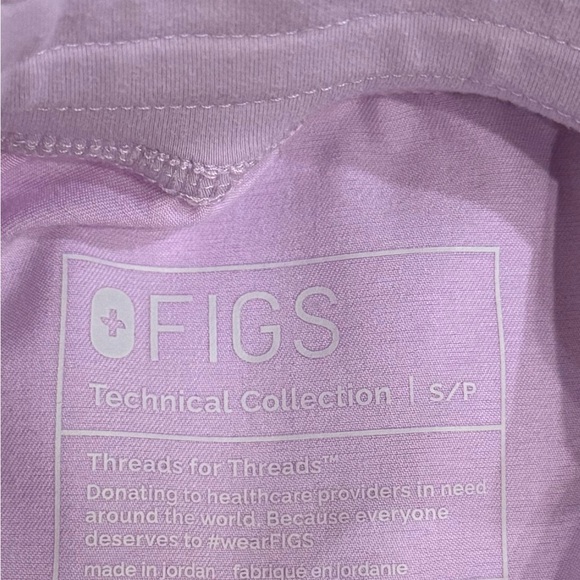 FIGS
Technical Collection | S/P
Threads for Threads™
Donating to healthcare providers in need
around the world. Because everyone
deserves to #wearFIGS
made in jordan - fabriqué en jordanie